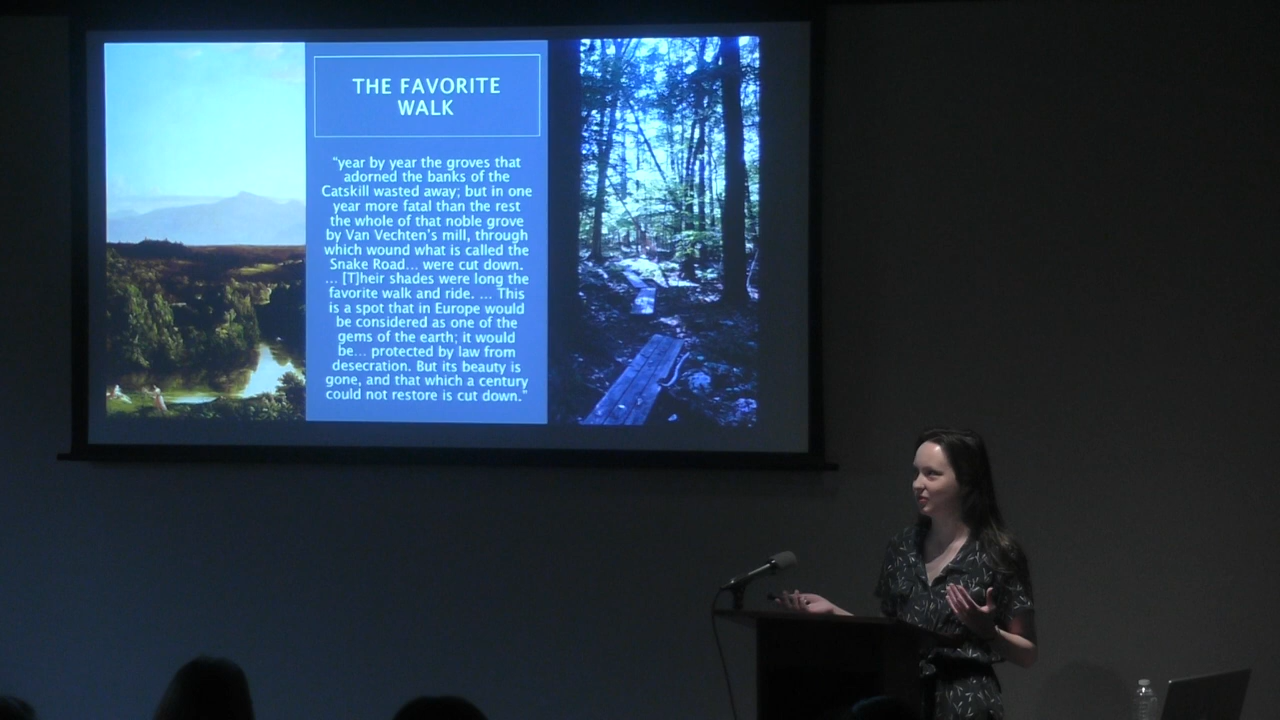 THE FAVORITE
WALK
“year by year the groves that
adorned the banks of the
Catskill wasted away; but in one
year more fatal than the rest
the whole of that noble grove
by Van Vechten’s mill, through
which wound what is called the
Snake Road… were cut down.
… [T]heir shades were long the
favorite walk and ride. … This
is a spot that in Europe would
be considered as one of the
gems of the earth; it would
be… protected by law from
desecration. But its beauty is
gone, and that which a century
could not restore is cut down.”